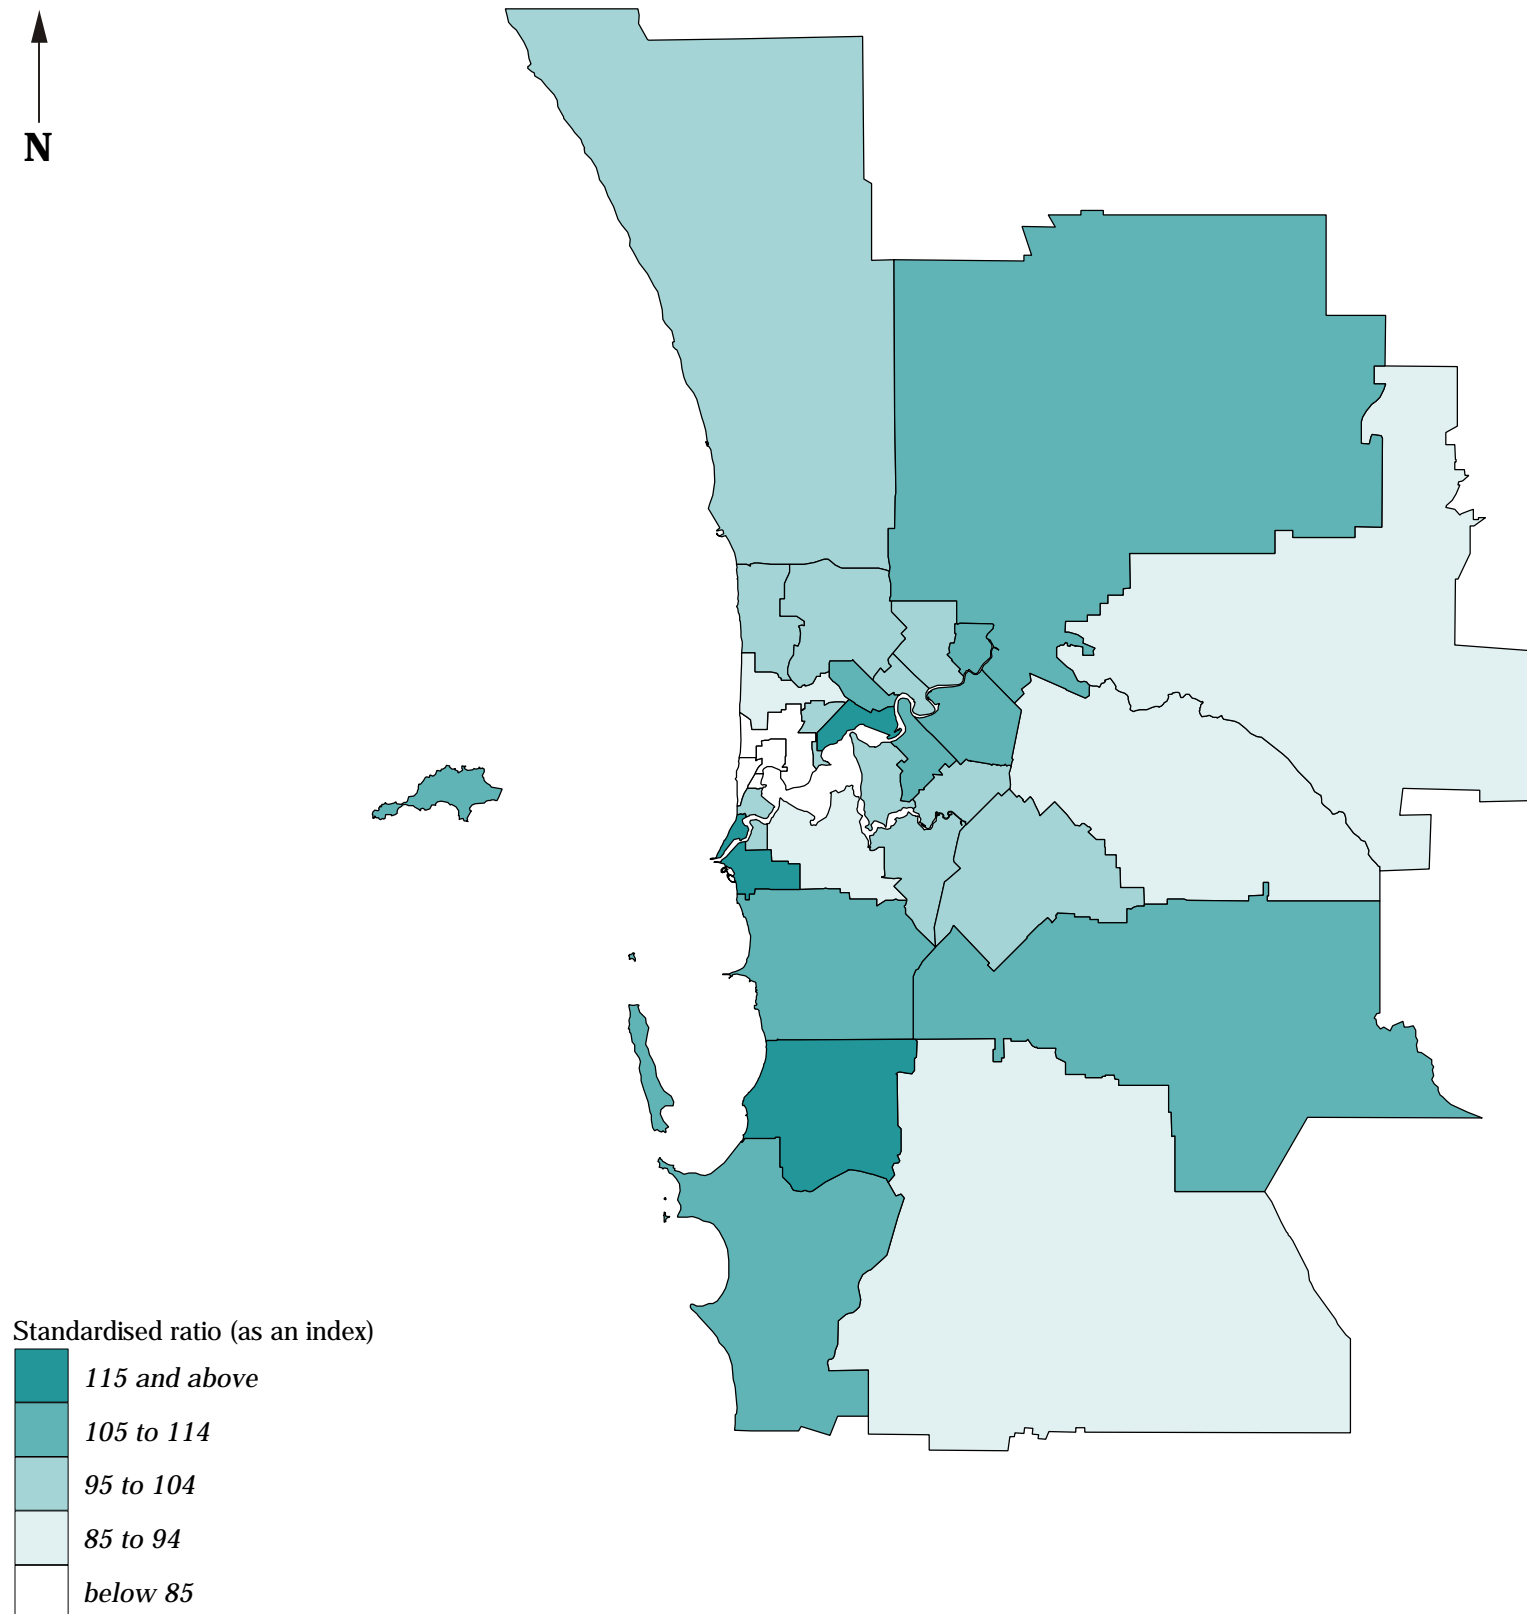 N
Standardised ratio (as an index)
115 and above
105 to 114
95 to 104
85 to 94
below 85